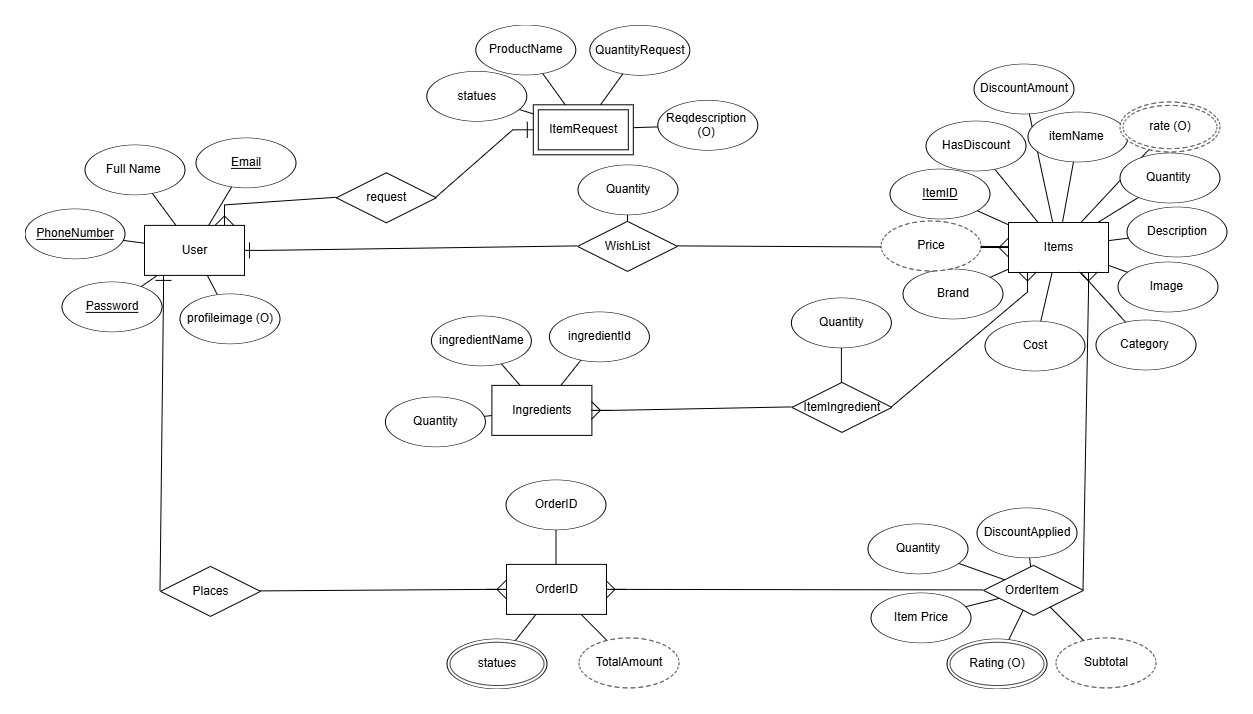 ProductName
QuantityRequest
statues
ItemRequest
Reqdescription
(O)
DiscountAmount
itemName
rate (O)
HasDiscount
Full Name
Email
request
Quantity
ItemID
Quantity
PhoneNumber
User
WishList
Price
Items
Description
Brand
Image
Password
profileimage (O)
ingredientName
ingredientId
Quantity
Cost
Category
Quantity
Ingredients
ItemIngredient
OrderID
Quantity
DiscountApplied
Places
OrderID
OrderItem
Item Price
statues
TotalAmount
Rating (O)
Subtotal